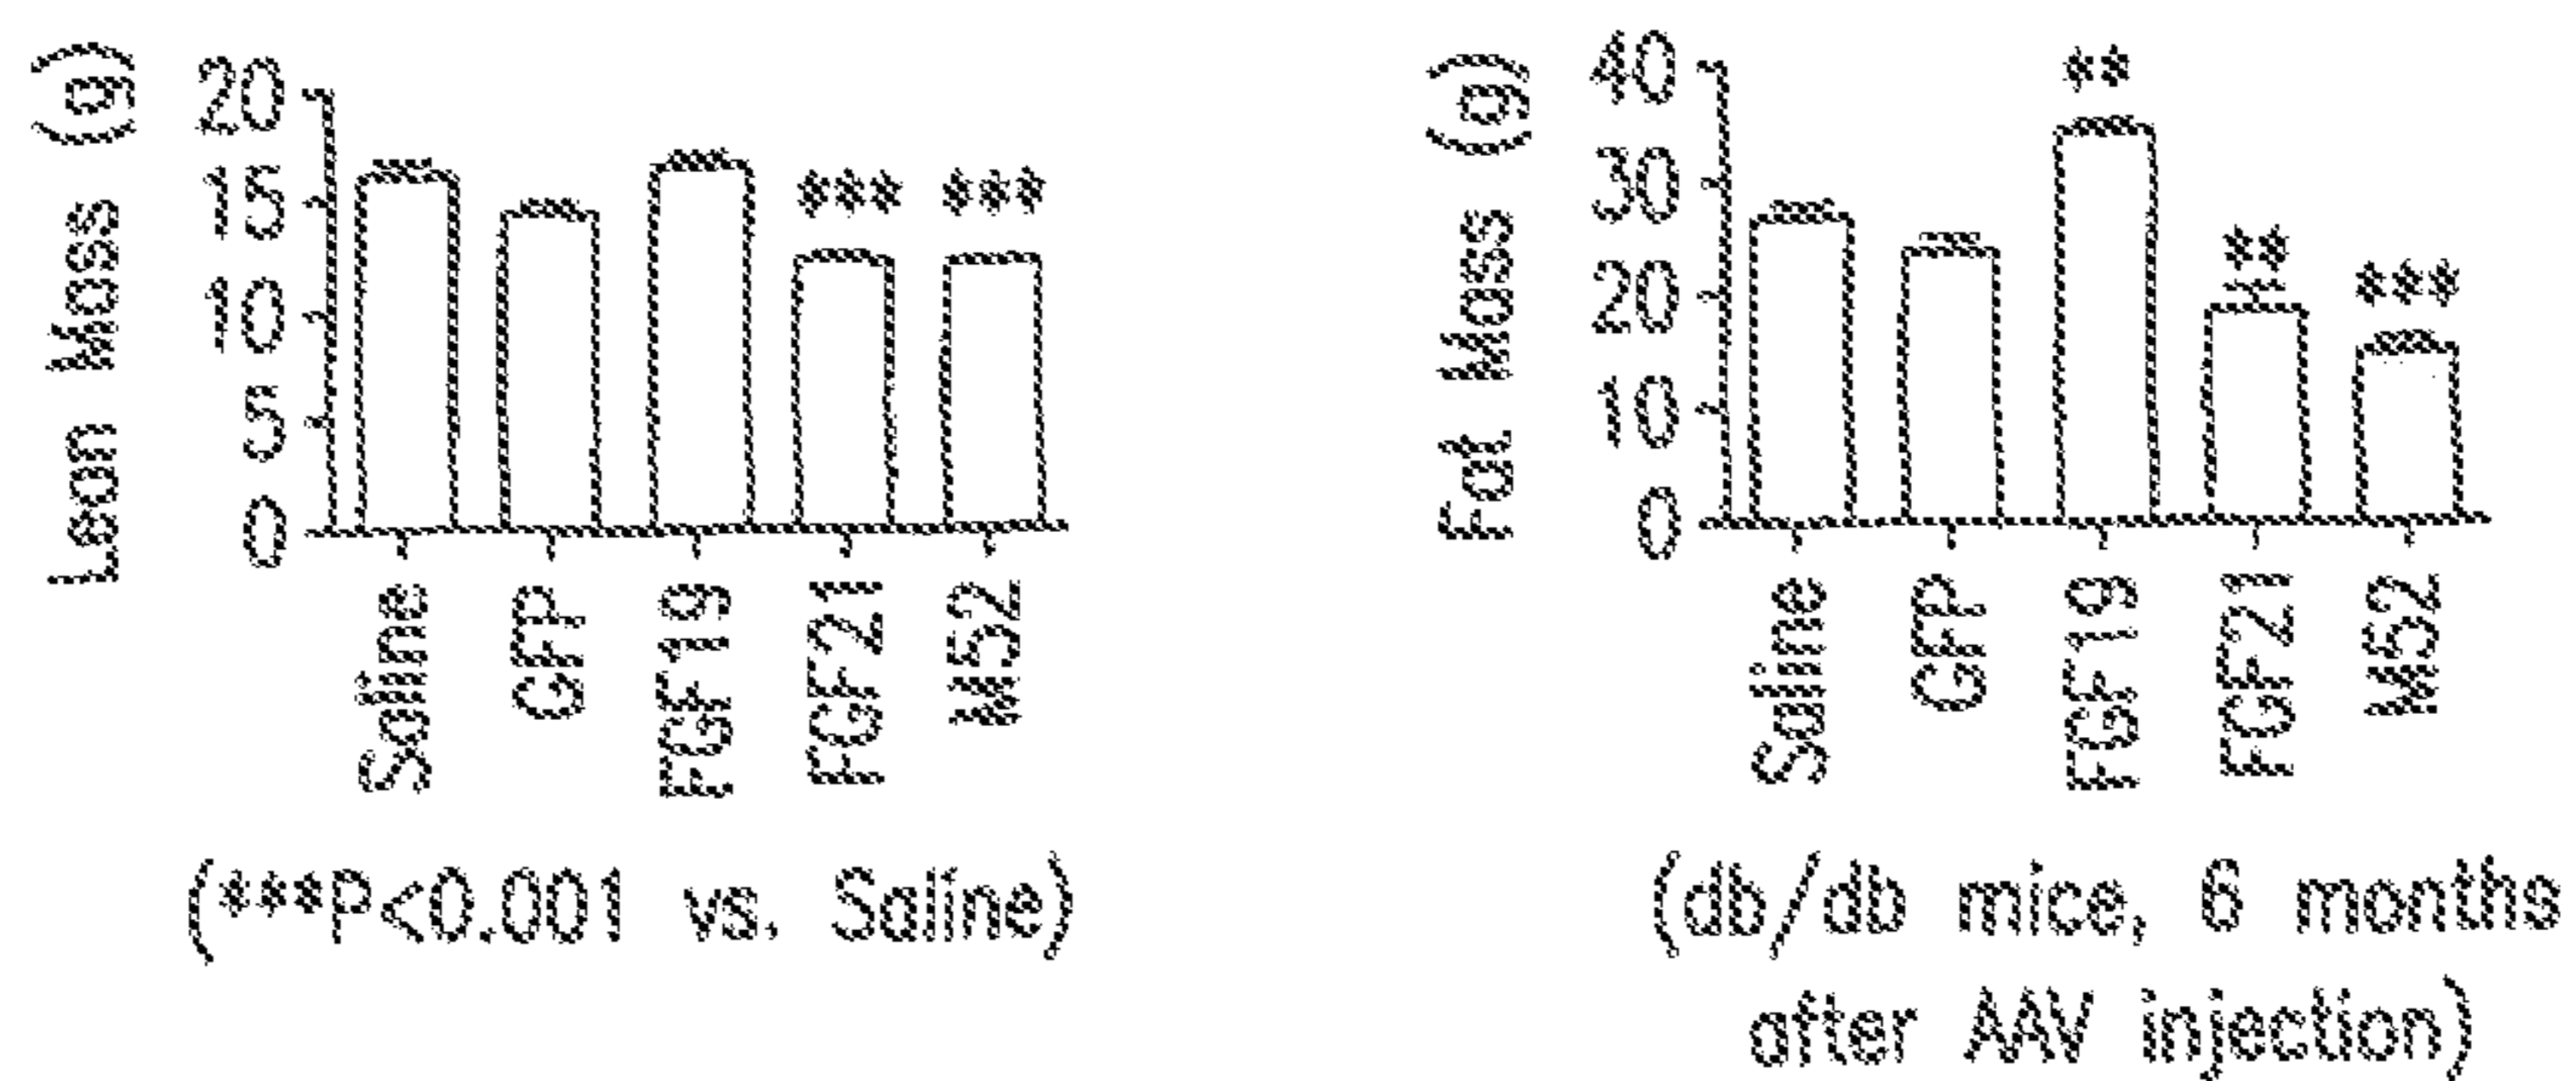 Lean Mass (g)
20
15
10
5
0
***
***
Saline
GFP
FGF19
FGF21
M52
(***P<0.001 vs. Saline)
Fat Mass (g)
40
30
20
10
0
**
**
***
Saline
GFP
FGF19
FGF21
M52
(db/db mice, 6 months
after AAV injection)